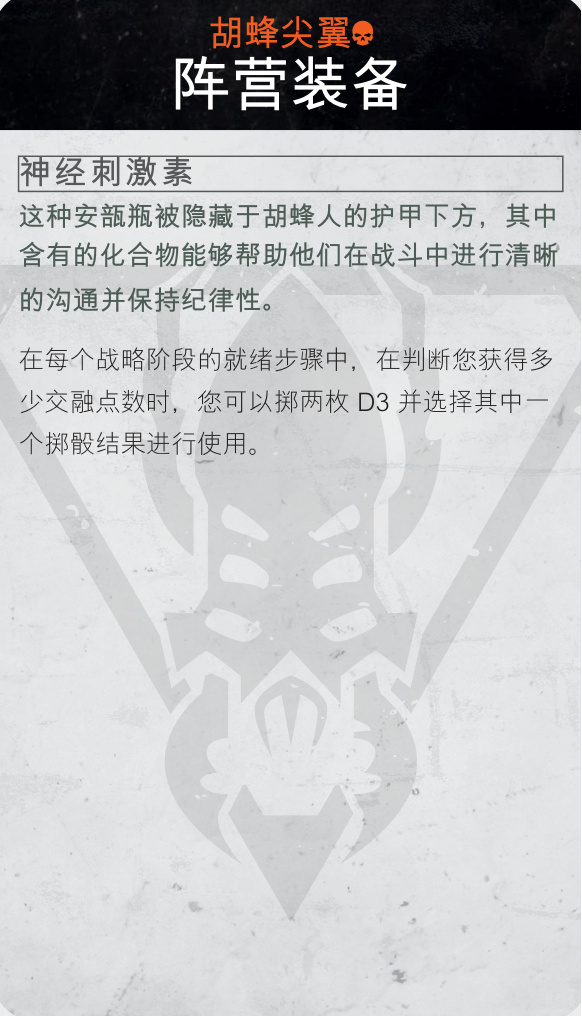 胡蜂尖翼
阵营装备
神经刺激素
这种安瓿瓶被隐藏于胡蜂人的护甲下方，其中
含有的化合物能够帮助他们在战斗中进行清晰
的沟通并保持纪律性。
在每个战略阶段的就绪步骤中，在判断您获得多
少交融点数时，您可以掷两枚 D3 并选择其中一
个掷骰结果进行使用。